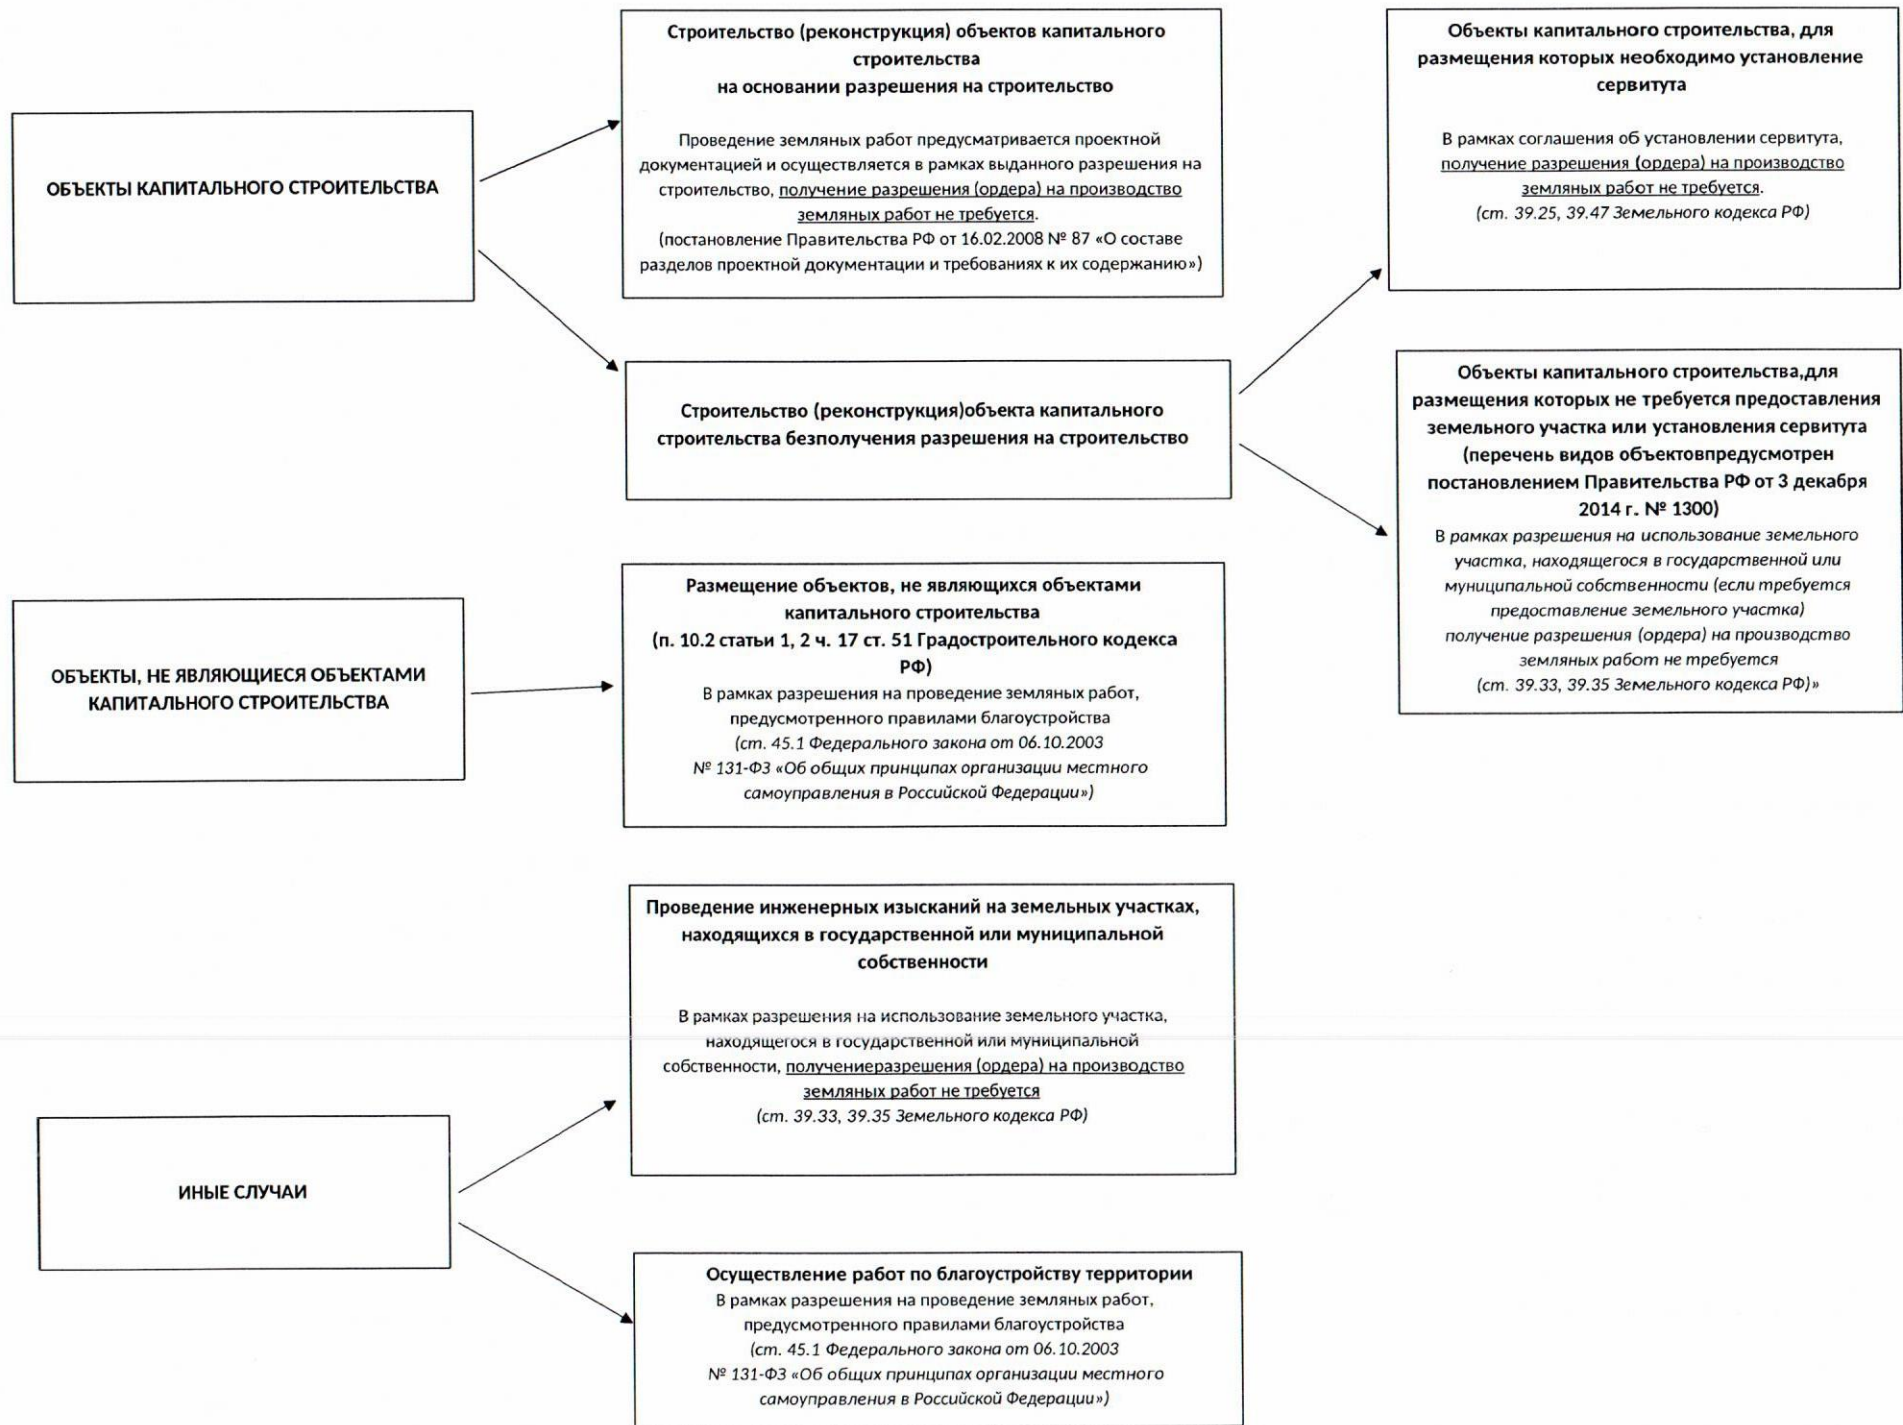 ОБЪЕКТЫ КАПИТАЛЬНОГО СТРОИТЕЛЬСТВА
Строительство (реконструкция) объектов капитального
строительства
на основании разрешения на строительство
Проведение земляных работ предусматривается проектной
документацией и осуществляется в рамках выданного разрешения на
строительство, получение разрешения (ордера) на производство
земляных работ не требуется.
(постановление Правительства РФ от 16.02.2008 № 87 «О составе
разделов проектной документации и требованиях к их содержанию»)
Строительство (реконструкция)объекта капитального
строительства безполучения разрешения на строительство
Объекты капитального строительства, для
размещения которых необходимо установление
сервитута
В рамках соглашения об установлении сервитута,
получение разрешения (ордера) на производство
земляных работ не требуется.
(ст. 39.25, 39.47 Земельного кодекса РФ)
Объекты капитального строительства,для
размещения которых не требуется предоставления
земельного участка или установления сервитута
(перечень видов объектовпредусмотрен
постановлением Правительства РФ от 3 декабря
2014 г. № 1300)
В рамках разрешения на использование земельного
участка, находящегося в государственной или
муниципальной собственности (если требуется
предоставление земельного участка)
получение разрешения (ордера) на производство
земляных работ не требуется
(ст. 39.33, 39.35 Земельного кодекса РФ)»
ОБЪЕКТЫ, НЕ ЯВЛЯЮЩИЕСЯ ОБЪЕКТАМИ
КАПИТАЛЬНОГО СТРОИТЕЛЬСТВА
Размещение объектов, не являющихся объектами
капитального строительства
(п. 10.2 статьи 1, 2 ч. 17 ст. 51 Градостроительного кодекса
РФ)
В рамках разрешения на проведение земляных работ,
предусмотренного правилами благоустройства
(ст. 45.1 Федерального закона от 06.10.2003
№ 131-ФЗ «Об общих принципах организации местного
самоуправления в Российской Федерации»)
ИНЫЕ СЛУЧАИ
Проведение инженерных изысканий на земельных участках,
находящихся в государственной или муниципальной
собственности
В рамках разрешения на использование земельного участка,
находящегося в государственной или муниципальной
собственности, получениеразрешения (ордера) на производство
земляных работ не требуется
(ст. 39.33, 39.35 Земельного кодекса РФ)
Осуществление работ по благоустройству территории
В рамках разрешения на проведение земляных работ,
предусмотренного правилами благоустройства
(ст. 45.1 Федерального закона от 06.10.2003
№ 131-ФЗ «Об общих принципах организации местного
самоуправления в Российской Федерации»)